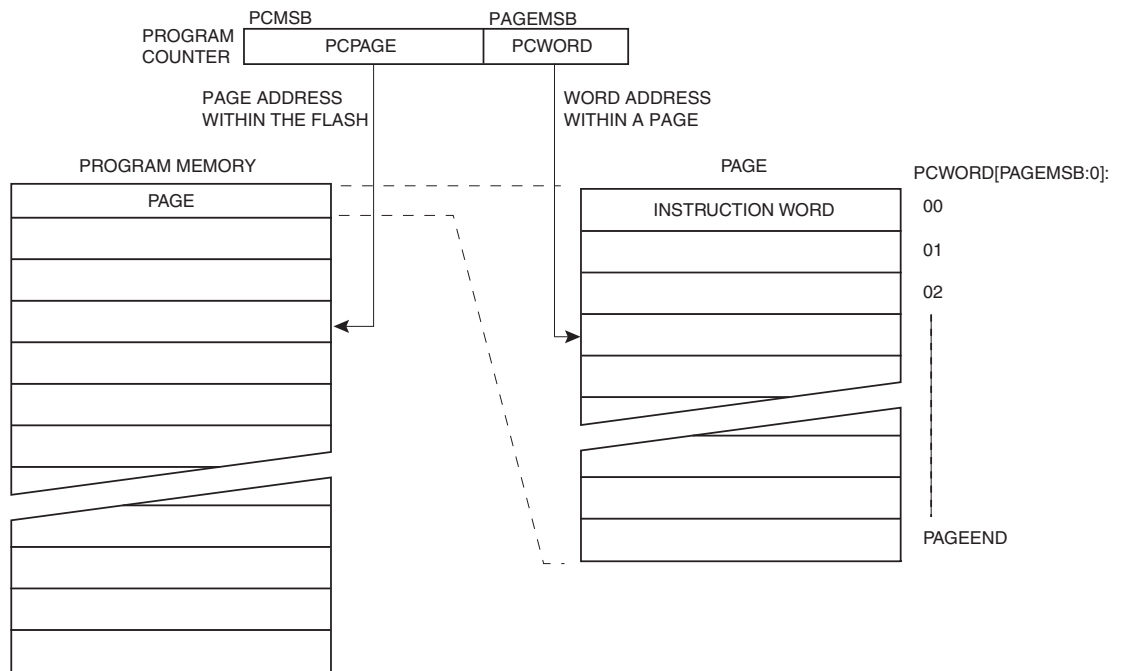 PCMSB
PAGEMSB
PROGRAM
COUNTER
PCPAGE
PCWORD
PAGE ADDRESS
WITHIN THE FLASH
WORD ADDRESS
WITHIN A PAGE
PROGRAM MEMORY
PAGE
PAGE
INSTRUCTION WORD
PCWORD[PAGEMSB:0]:
00
01
02
PAGEEND